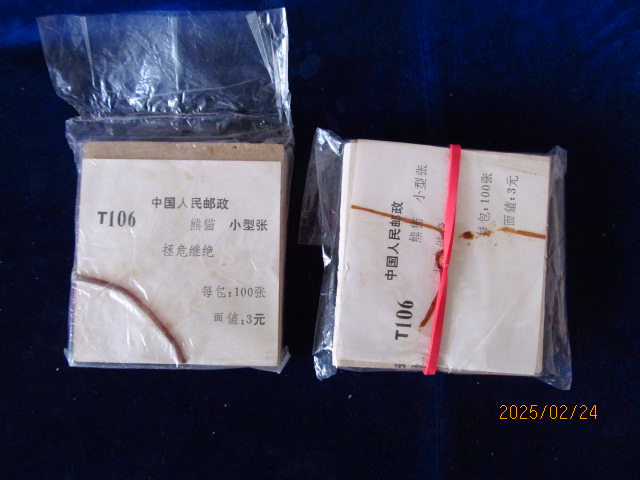 中国人民邮政
T106
熊猫 小型张
拯危继绝
每包:100张
面值:3元
中国人民邮政
T106
熊猫 小型张
每包:100张
面值:3元
2025/02/24